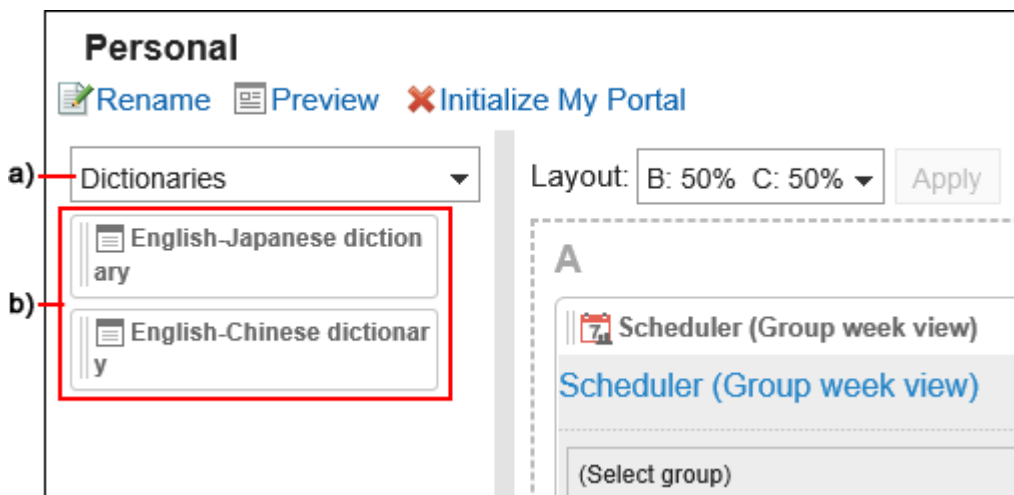 Personal
Rename Preview Initialize My Portal
a) Dictionaries
Layout: B: 50% C: 50% Apply
English-Japanese diction
ary
A
b)
English-Chinese dictionar
y
7 Scheduler (Group week view)
Scheduler (Group week view)
(Select group)